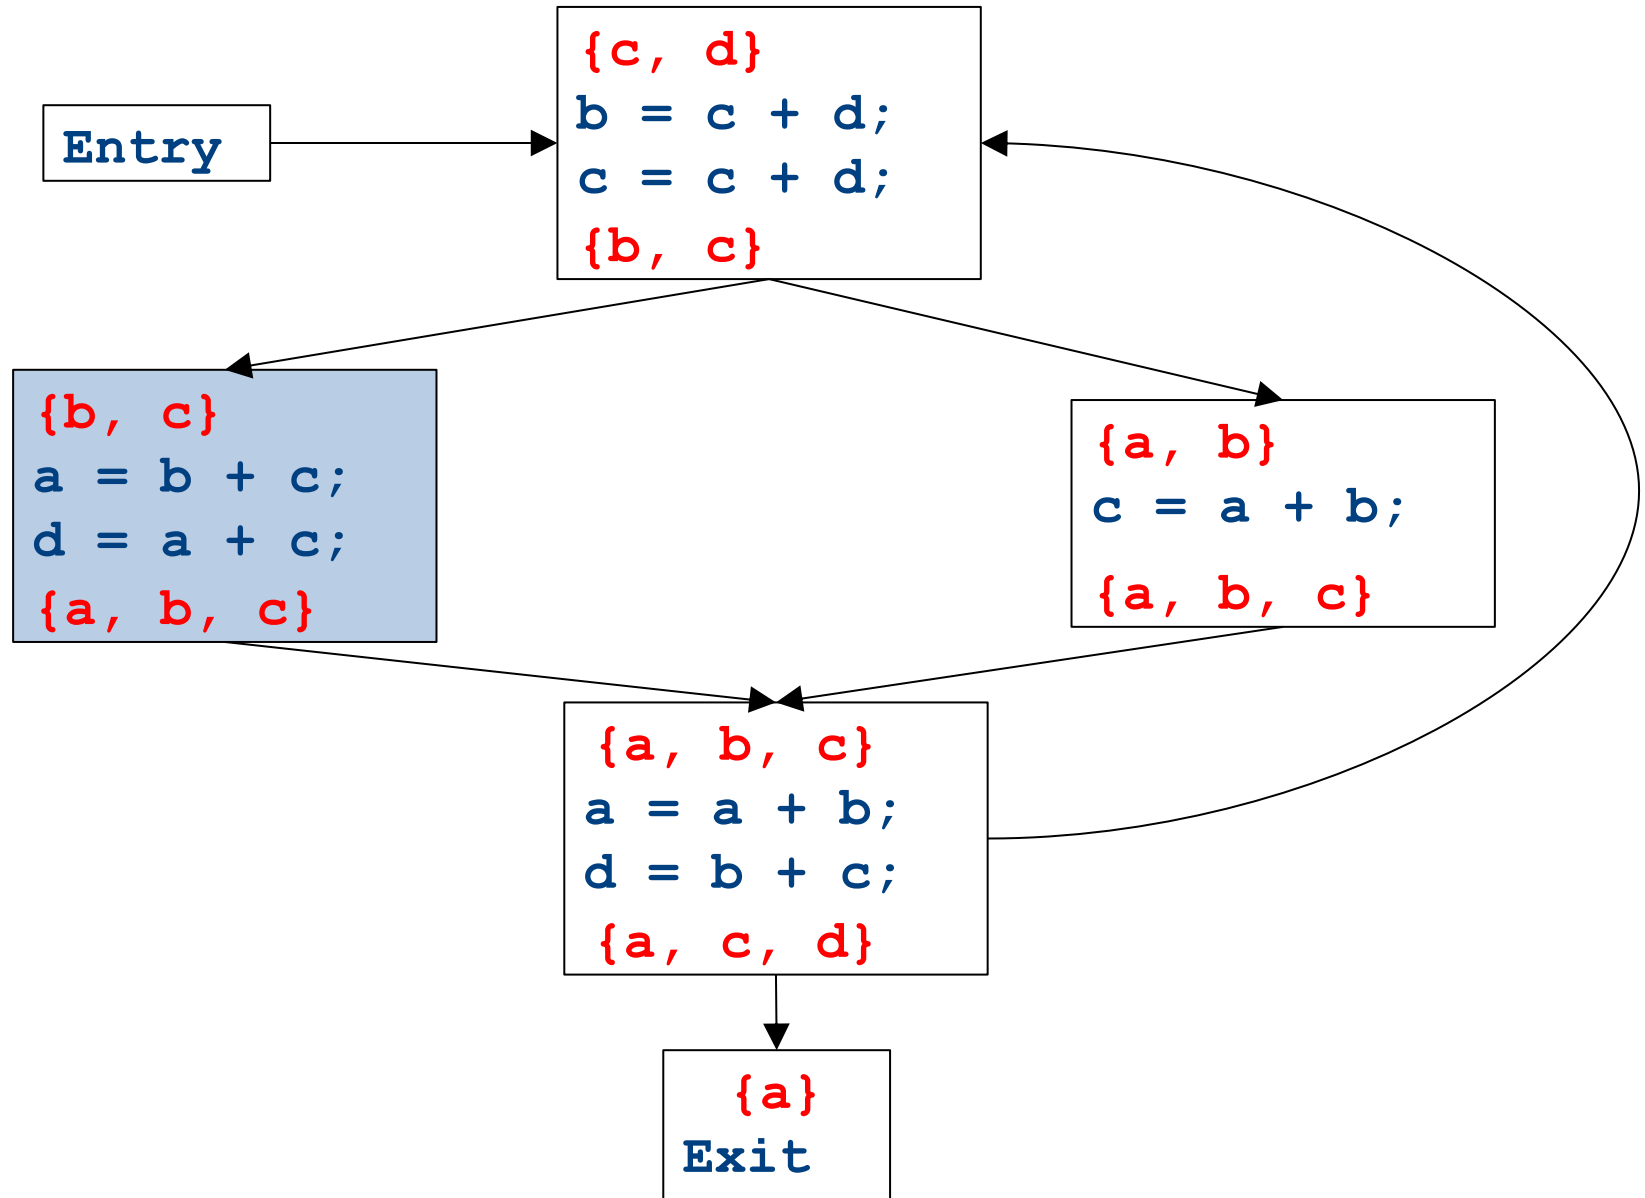 Entry
{c, d}
b = c + d;
c = c + d;
{b, c}
{b, c}
a = b + c;
d = a + c;
{a, b, c}
{a, b}
c = a + b;
{a, b, c}
{a, b, c}
a = a + b;
d = b + c;
{a, c, d}
{a}
Exit